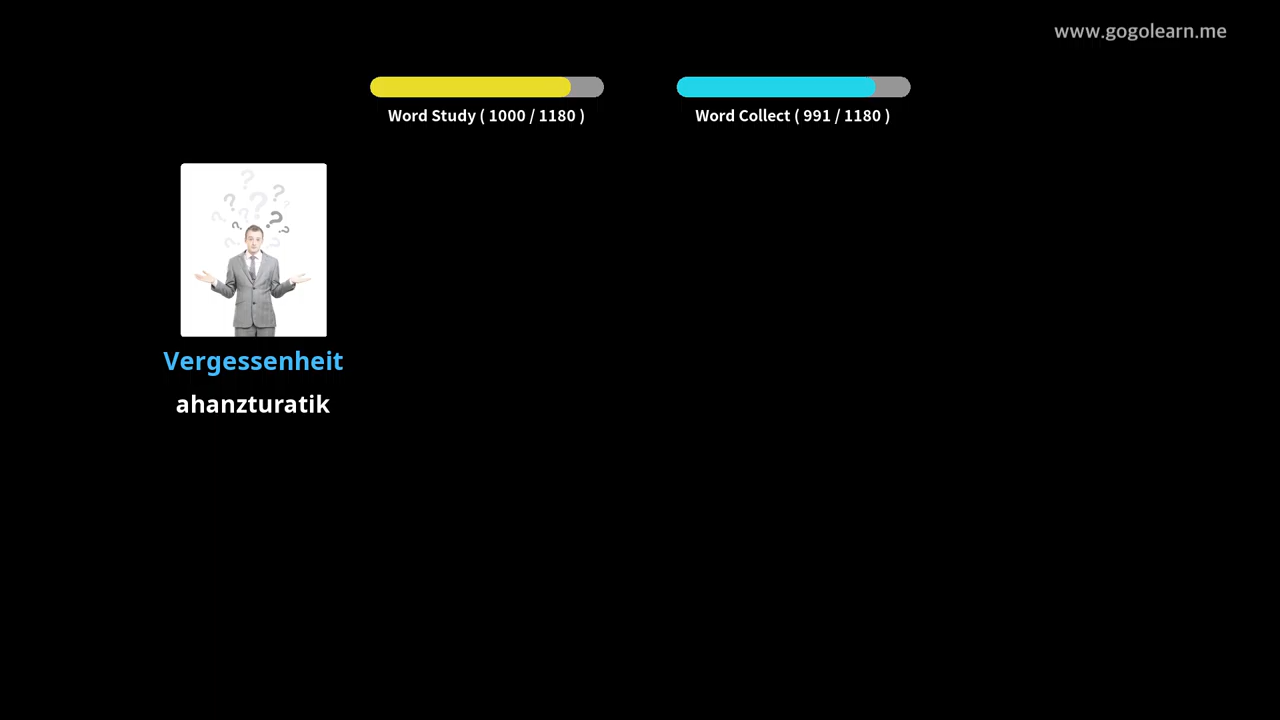 www.gogolearn.me
Word Study ( 1000 / 1180 )
Word Collect ( 991 / 1180 )
Vergessenheit
ahanzturatik